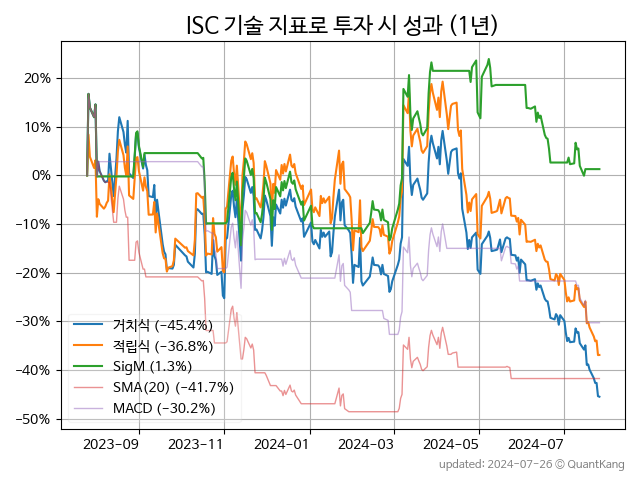 ISC 기술 지표로 투자 시 성과 (1년)
20%
10%
0%
−10%
−20%
−30%
−40%
−50%
거치식 (−45.4%)
적립식 (−36.8%)
SigM (1.3%)
SMA(20) (−41.7%)
MACD (−30.2%)
2023−09 2023−11 2024−01 2024−03 2024−05 2024−07
updated: 2024−07−26 © QuantKang